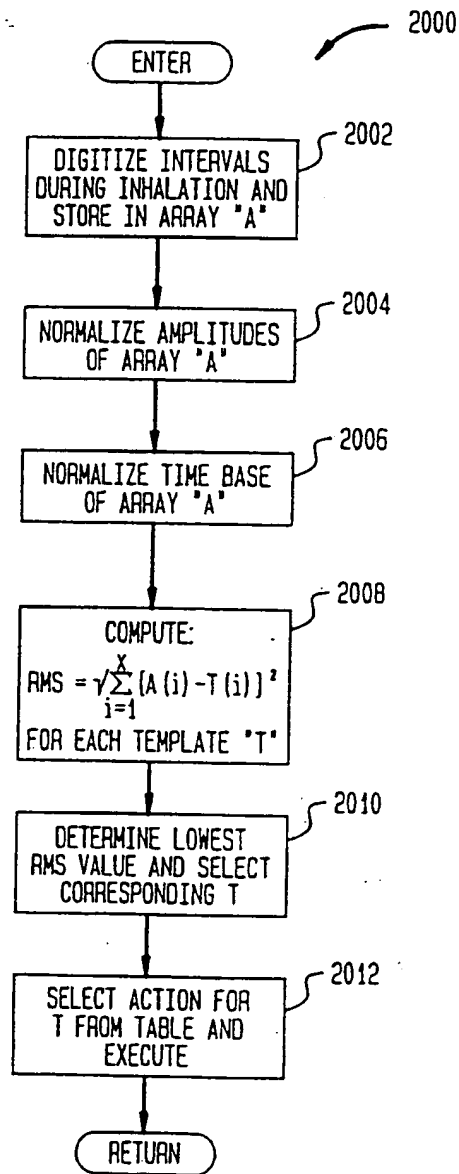 2000
ENTER
2002
DIGITIZE INTERVALS
DURING INHALATION AND
STORE IN ARRAY "A"
2004
NORMALIZE AMPLITUDES
OF ARRAY "A"
2006
NORMALIZE TIME BASE
OF ARRAY "A"
2008
COMPUTE:
RMS = √∑_{i=1}^{X} [A(i)-T(i)]²
FOR EACH TEMPLATE "T"
2010
DETERMINE LOWEST
RMS VALUE AND SELECT
CORRESPONDING T
2012
SELECT ACTION FOR
T FROM TABLE AND
EXECUTE
RETURN